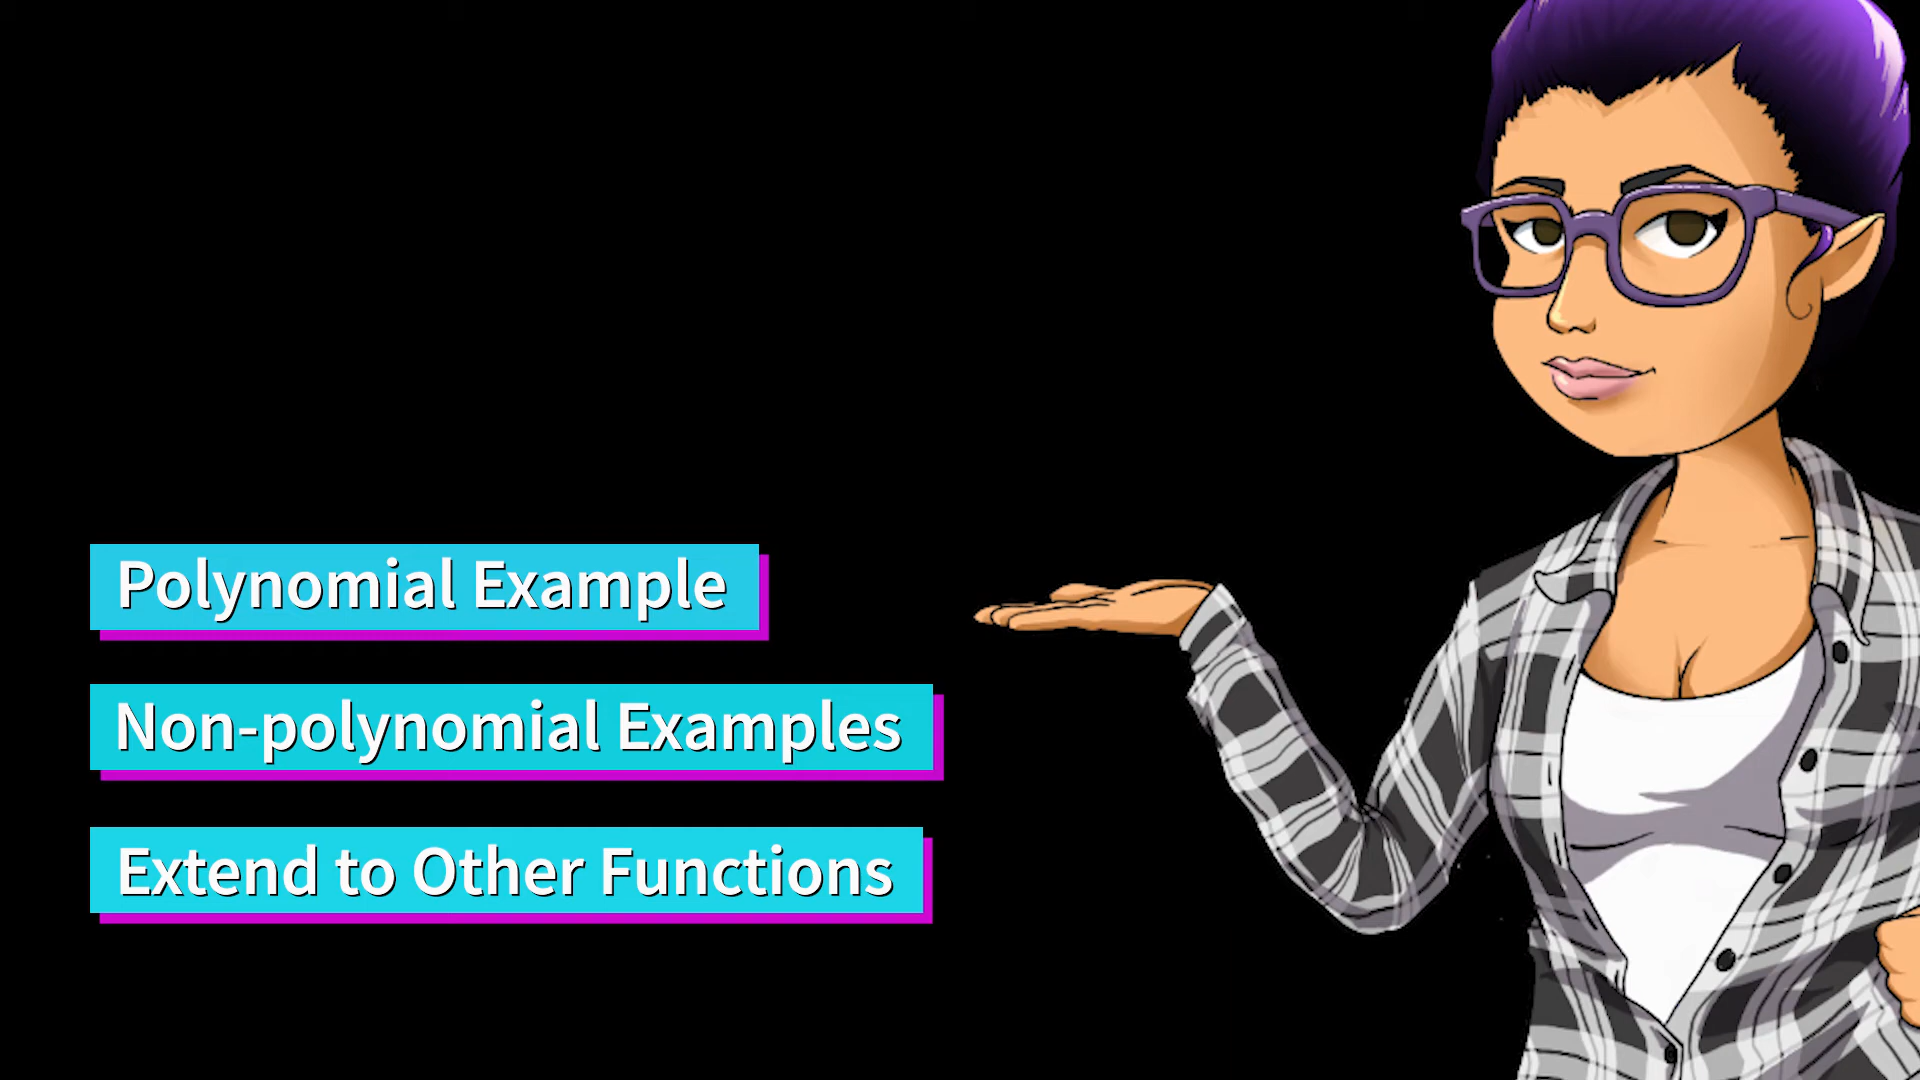 Polynomial Example
Non-polynomial Examples
Extend to Other Functions